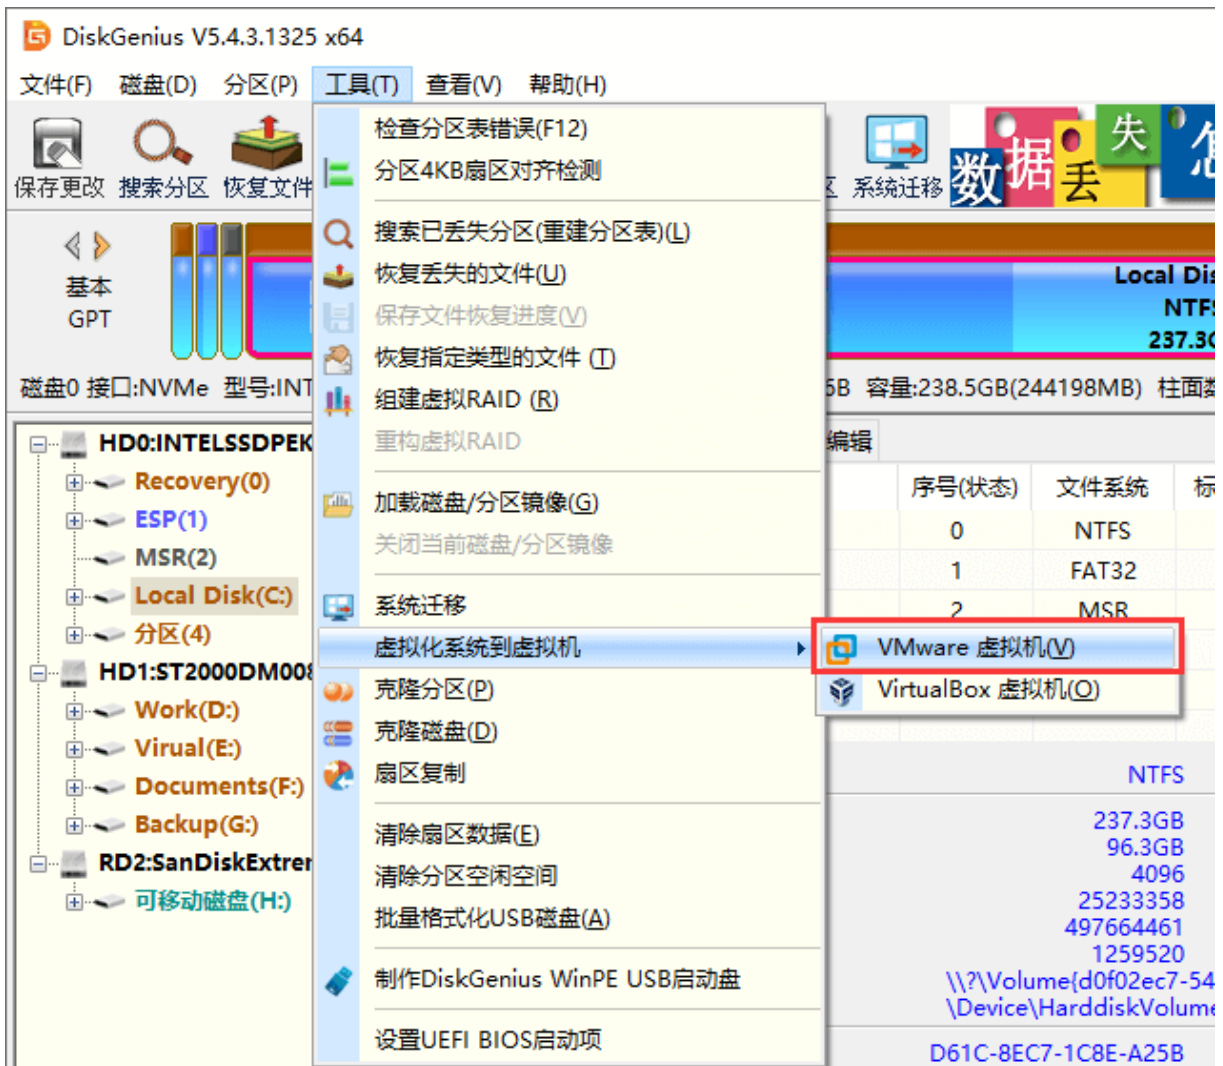 DiskGenius V5.4.3.1325 x64
文件(F) 磁盘(D) 分区(P) 工具(T) 查看(V) 帮助(H)
保存更改 搜索分区 恢复文件 系统迁移 数据丢失
基本
GPT
Local Dis
NTFS
237.3G
磁盘0 接口:NVMe 型号:INT 6B 容量:238.5GB(244198MB) 柱面数
检查分区表错误(F12)
分区4KB扇区对齐检测
搜索已丢失分区(重建分区表)(L)
恢复丢失的文件(U)
保存文件恢复进度(V)
恢复指定类型的文件 (T)
组建虚拟RAID (R)
重构虚拟RAID
加载磁盘/分区镜像(G)
关闭当前磁盘/分区镜像
系统迁移
虚拟化系统到虚拟机
克隆分区(P)
克隆磁盘(D)
扇区复制
清除扇区数据(E)
清除分区空闲空间
批量格式化USB磁盘(A)
制作DiskGenius WinPE USB启动盘
设置UEFI BIOS启动项
VMware 虚拟机(V)
VirtualBox 虚拟机(O)
HD0:INTELSSDPEK
Recovery(0)
ESP(1)
MSR(2)
Local Disk(C:)
分区(4)
HD1:ST2000DM008
Work(D:)
Virual(E:)
Documents(F:)
Backup(G:)
RD2:SanDiskExtrer
可移动磁盘(H:)
编辑
序号(状态) 文件系统 标
0 NTFS
1 FAT32
2 MSR
NTFS
237.3GB
96.3GB
4096
25233358
497664461
1259520
\\?\Volume{d0f02ec7-54
\Device\HarddiskVolume
D61C-8EC7-1C8E-A25B